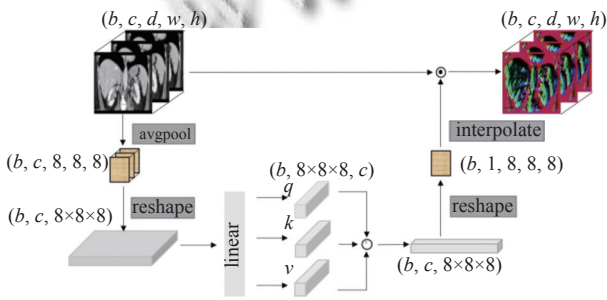 (b, c, d, w, h)
(b, c, d, w, h)
avgpool
interpolate
(b, c, 8, 8, 8)
(b, 8×8×8, c)
(b, 1, 8, 8, 8)
q
(b, c, 8×8×8)
reshape
reshape
linear
k
v
(b, c, 8×8×8)